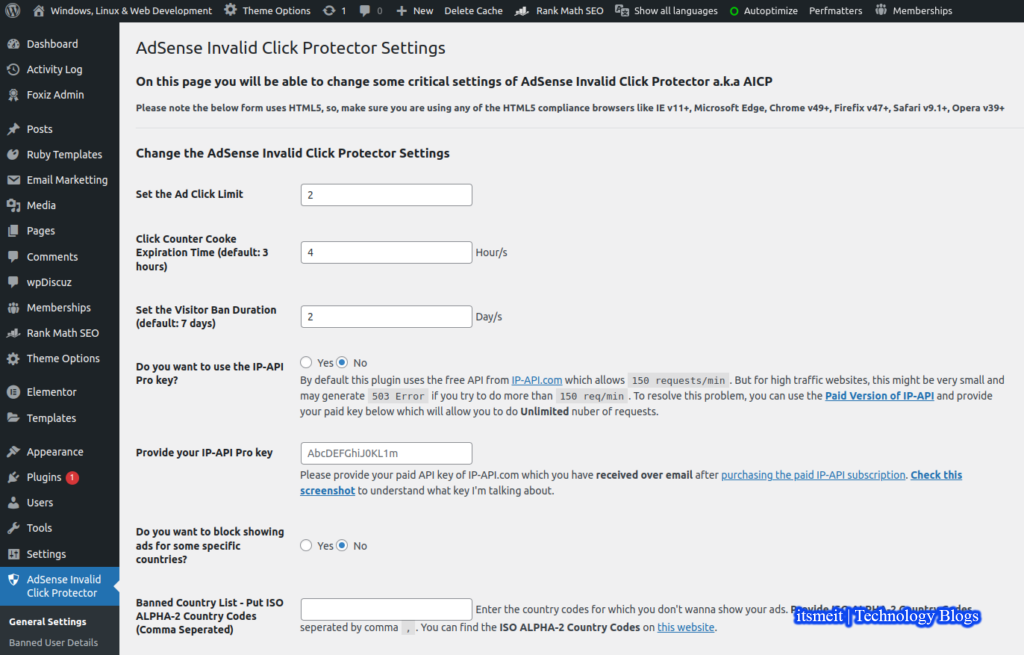 Windows, Linux & Web Development Theme Options 1 0 New Delete Cache Rank Math SEO Show all languages Autoptimize Perfmatters Memberships
Dashboard
Activity Log
Foxiz Admin
Posts
Ruby Templates
Email Marketing
Media
Pages
Comments
wpDiscuz
Memberships
Rank Math SEO
Theme Options
Elementor
Templates
Appearance
Plugins 1
Users
Tools
Settings
AdSense Invalid
Click Protector
General Settings
Banned User Details
AdSense Invalid Click Protector Settings
On this page you will be able to change some critical settings of AdSense Invalid Click Protector a.k.a AICP
Please note the below form uses HTML5, so, make sure you are using any of the HTML5 compliance browsers like IE v11+, Microsoft Edge, Chrome v49+, Firefix v47+, Safari v9.1+, Opera v39+
Change the AdSense Invalid Click Protector Settings
Set the Ad Click Limit
2
Click Counter Cooke
Expiration Time (default: 3
hours)
4 Hour/s
Set the Visitor Ban Duration
(default: 7 days)
2 Day/s
Do you want to use the IP-API
Pro key?
Yes No
By default this plugin uses the free API from IP-API.com which allows 150 requests/min . But for high traffic websites, this might be very small and
may generate 503 Error if you try to do more than 150 req/min . To resolve this problem, you can use the Paid Version of IP-API and provide
your paid key below which will allow you to do Unlimited nuber of requests.
Provide your IP-API Pro key
AbcDEFGhiJ0KL1m
Please provide your paid API key of IP-API.com which you have received over email after purchasing the paid IP-API subscription. Check this
screenshot to understand what key I'm talking about.
Do you want to block showing
ads for some specific
countries?
Yes No
Banned Country List - Put ISO
ALPHA-2 Country Codes
(Comma Seperated)
Enter the country codes for which you don't wanna show your ads. Provide ISO ALPHA-2 Country Codes
seperated by comma , . You can find the ISO ALPHA-2 Country Codes on this website.
itsmeit | Technology Blogs